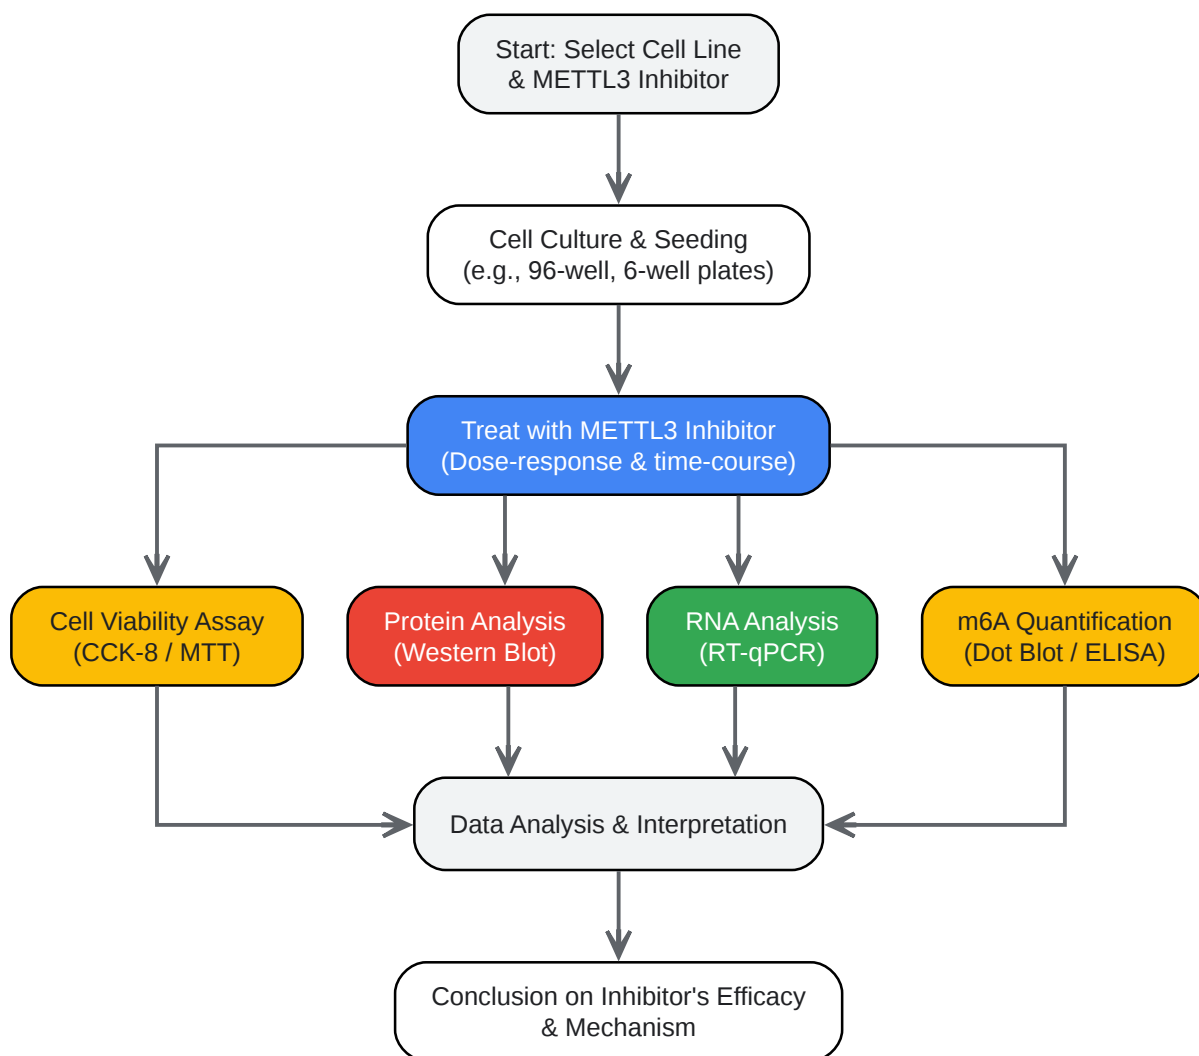 Start: Select Cell Line
& METTL3 Inhibitor
Cell Culture & Seeding
(e.g., 96-well, 6-well plates)
Treat with METTL3 Inhibitor
(Dose-response & time-course)
Cell Viability Assay
(CCK-8 / MTT)
Protein Analysis
(Western Blot)
RNA Analysis
(RT-qPCR)
m6A Quantification
(Dot Blot / ELISA)
Data Analysis & Interpretation
Conclusion on Inhibitor's Efficacy
& Mechanism